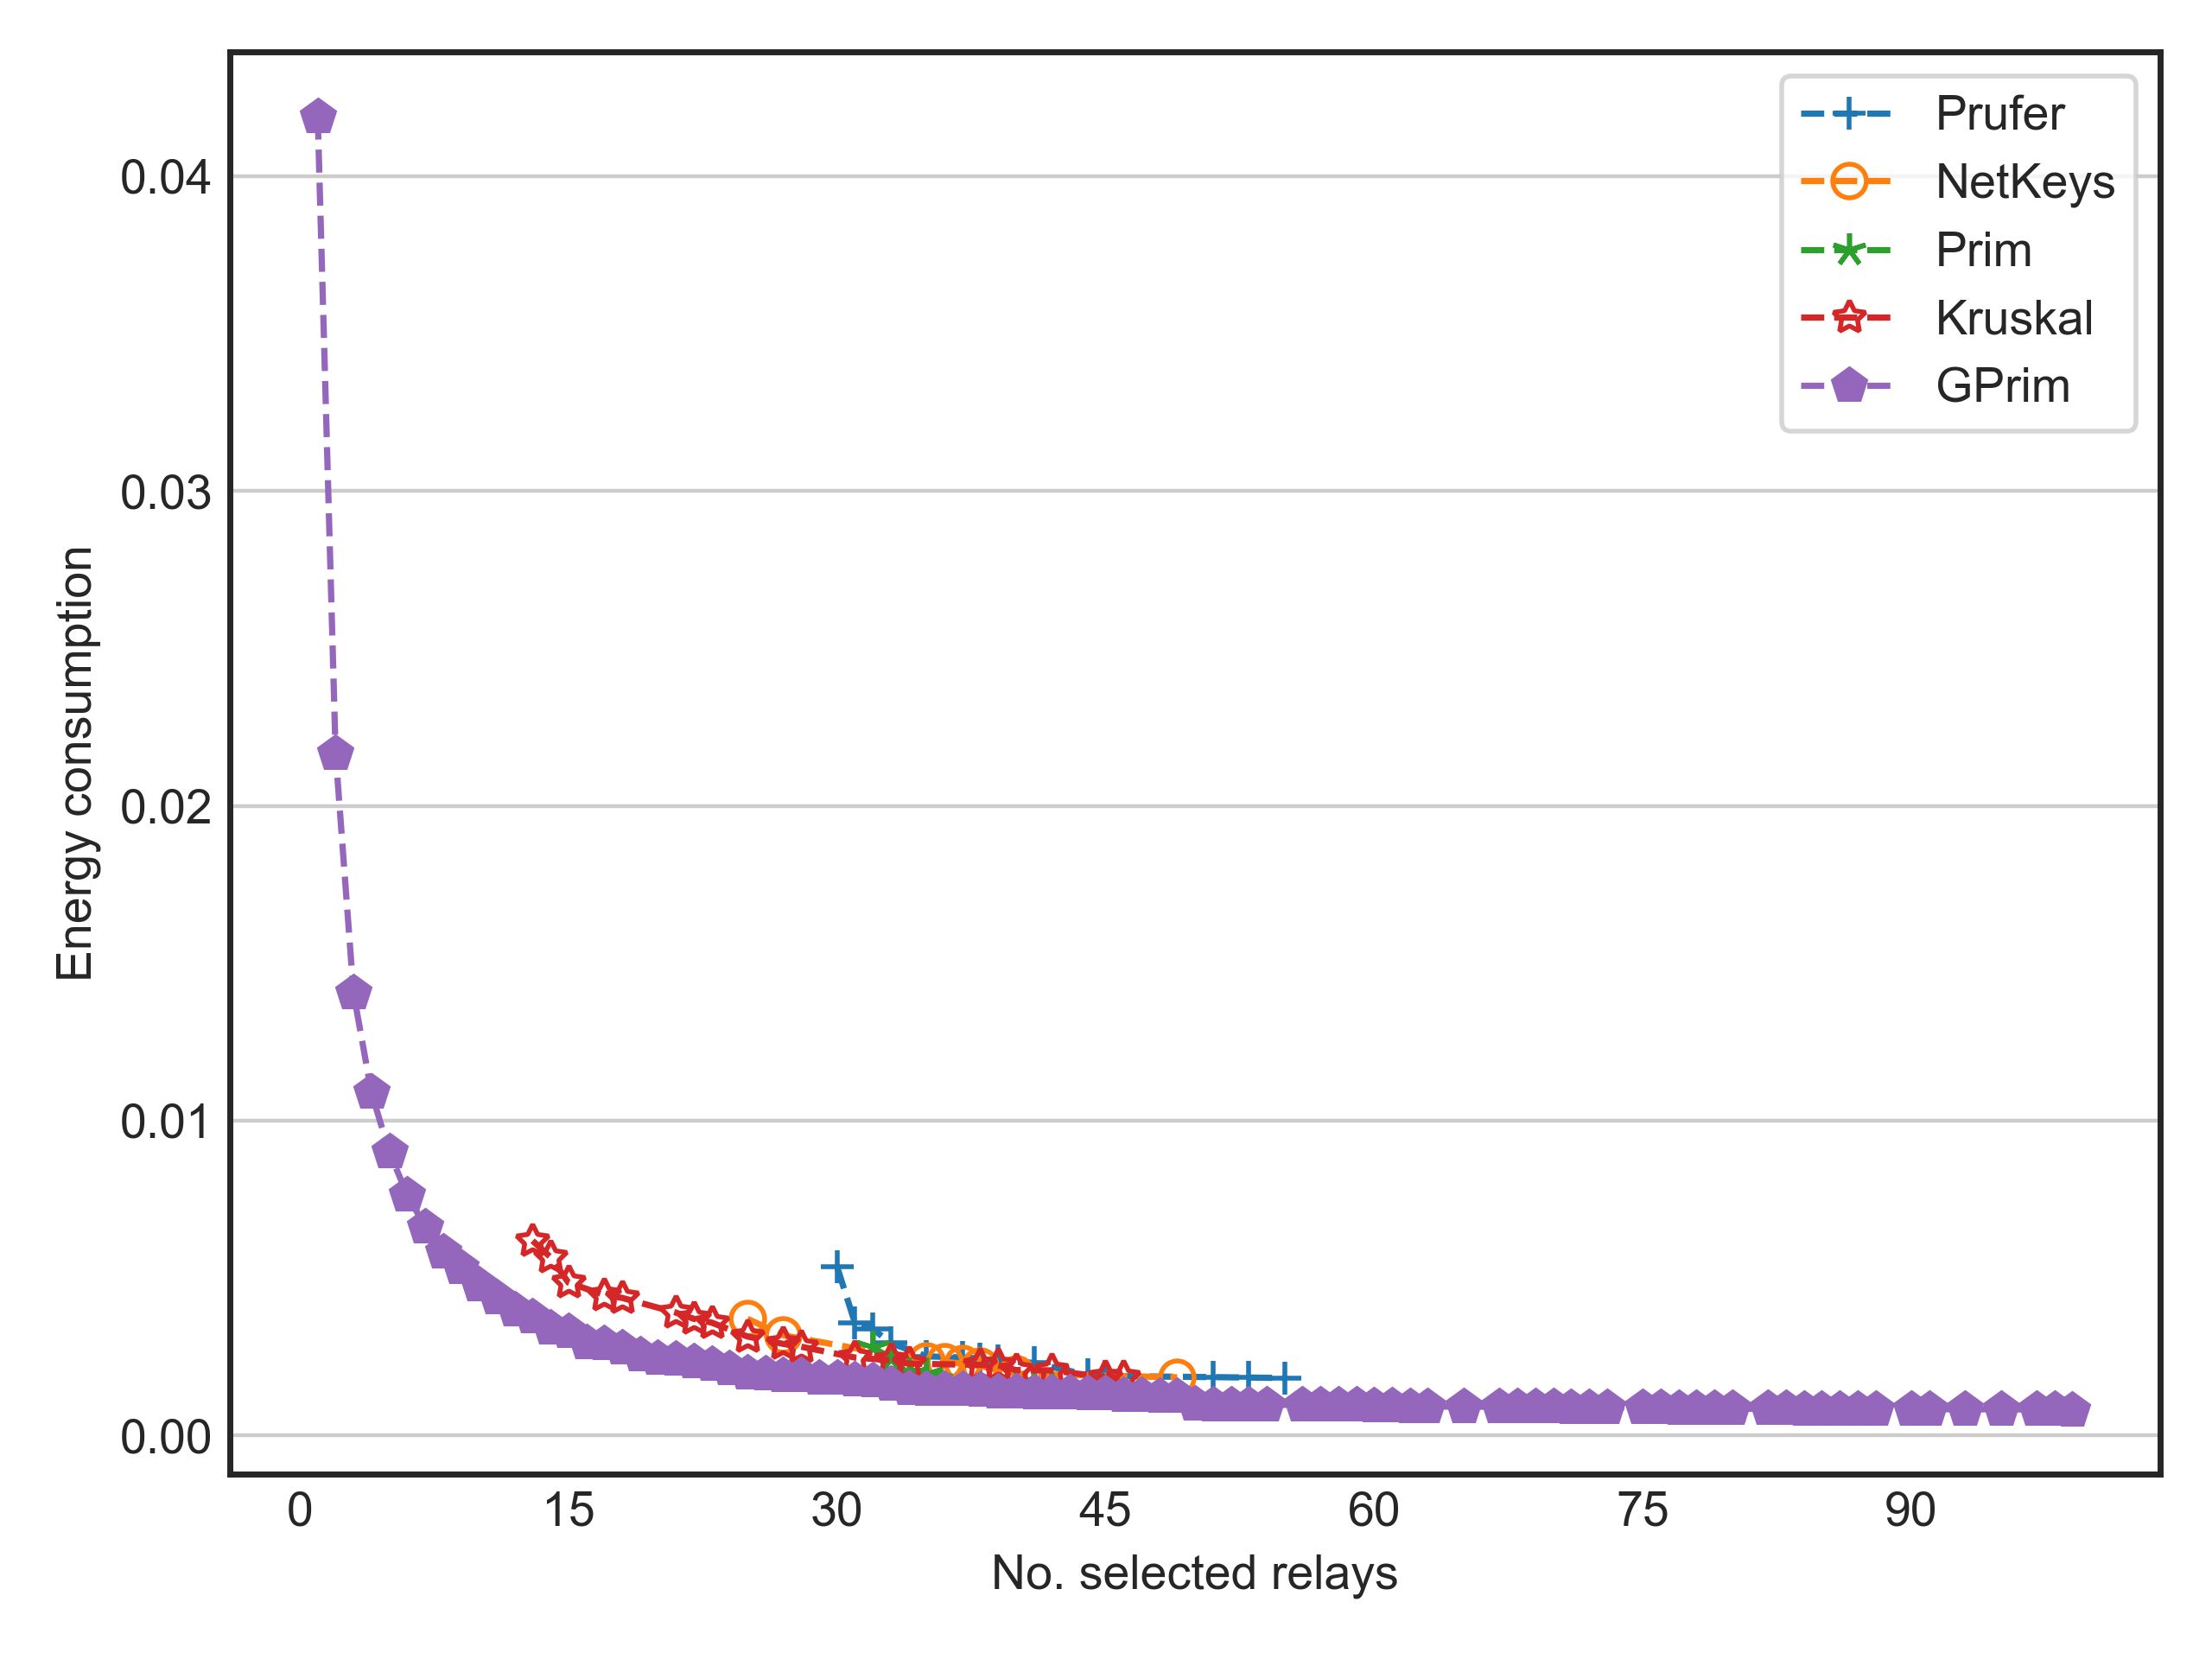 Prufer
NetKeys
Prim
Kruskal
GPrim
0.04
0.03
0.02
0.01
0.00
Energy consumption
0 15 30 45 60 75 90
No. selected relays